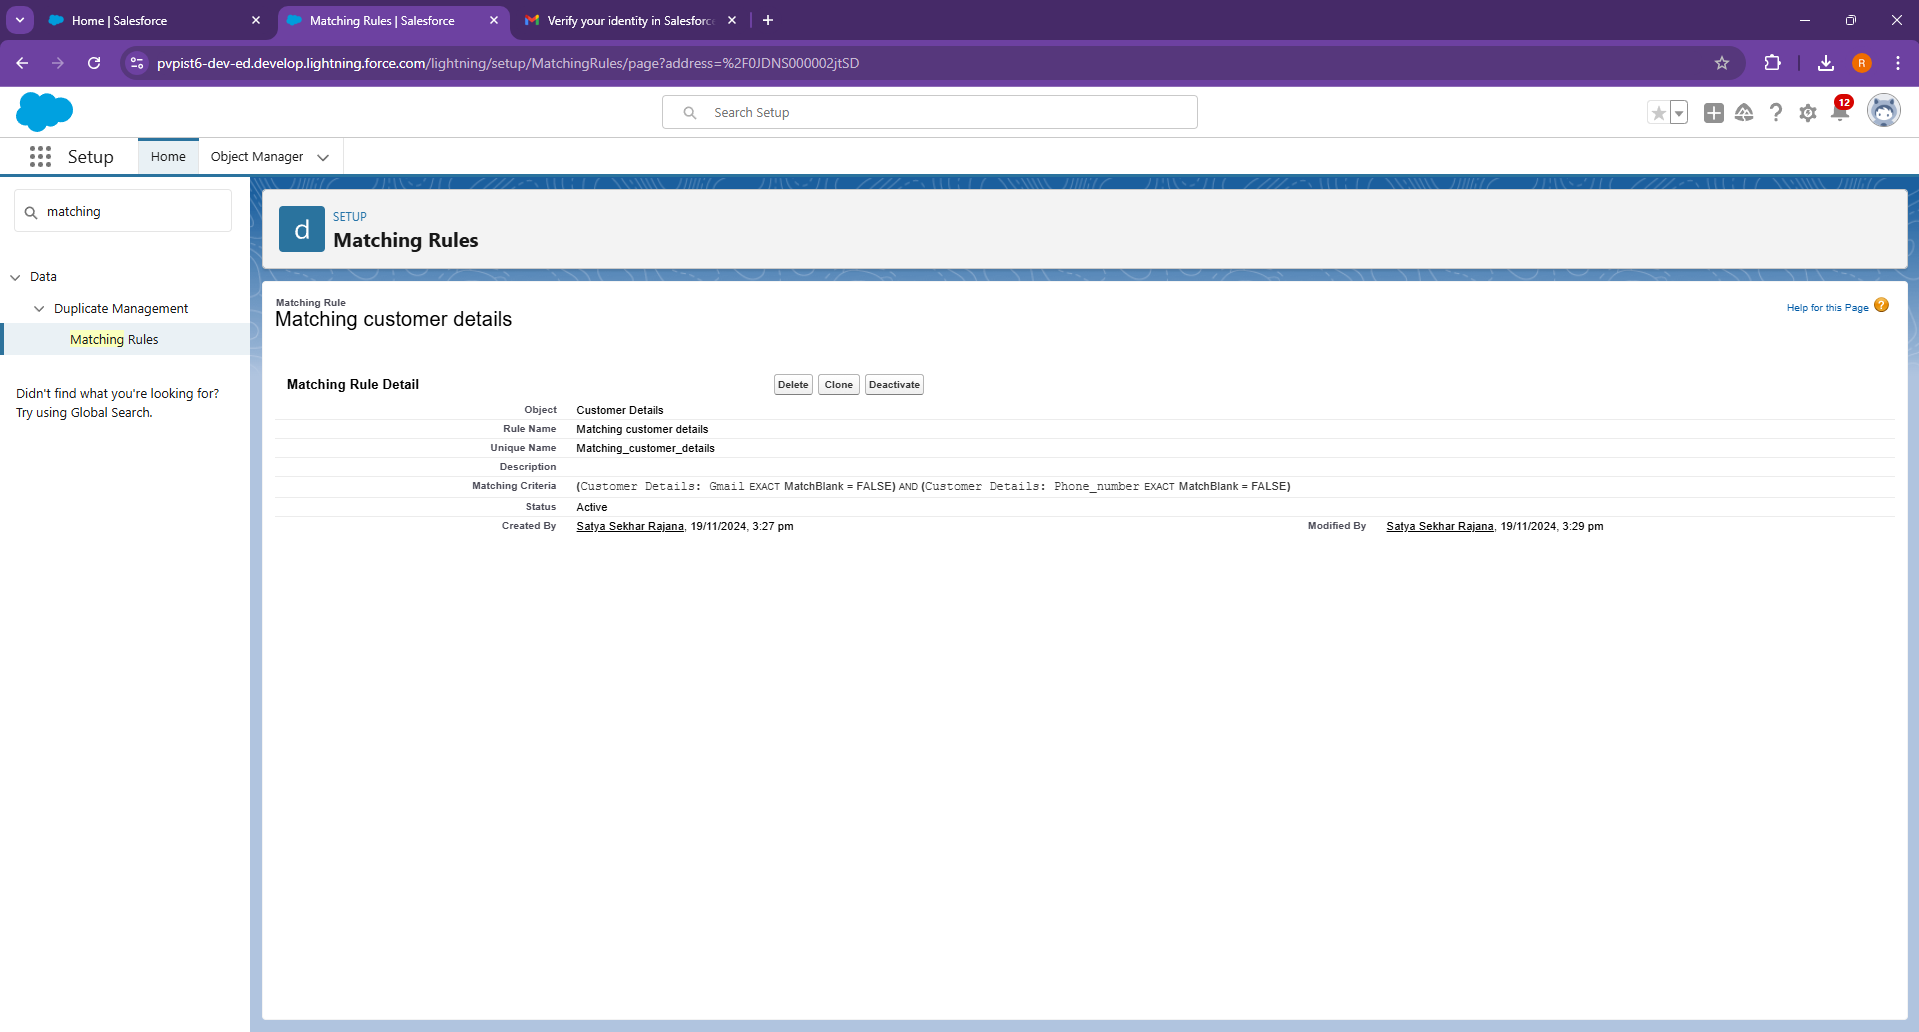 Home | Salesforce
Matching Rules | Salesforce
Verify your identity in Salesforc
pvpist6-dev-ed.develop.lightning.force.com/lightning/setup/MatchingRules/page?address=%2F0JDNS000002jtSD
R
Search Setup
12
Setup
Home
Object Manager
matching
Data
Duplicate Management
Matching Rules
Didn't find what you're looking for?
Try using Global Search.
d
SETUP
Matching Rules
Matching Rule
Matching customer details
Help for this Page ?
Matching Rule Detail
Delete
Clone
Deactivate
Object Customer Details
Rule Name Matching customer details
Unique Name Matching_customer_details
Description
Matching Criteria (Customer Details: Gmail EXACT MatchBlank = FALSE) AND (Customer Details: Phone_number EXACT MatchBlank = FALSE)
Status Active
Created By Satya Sekhar Rajana, 19/11/2024, 3:27 pm
Modified By Satya Sekhar Rajana, 19/11/2024, 3:29 pm